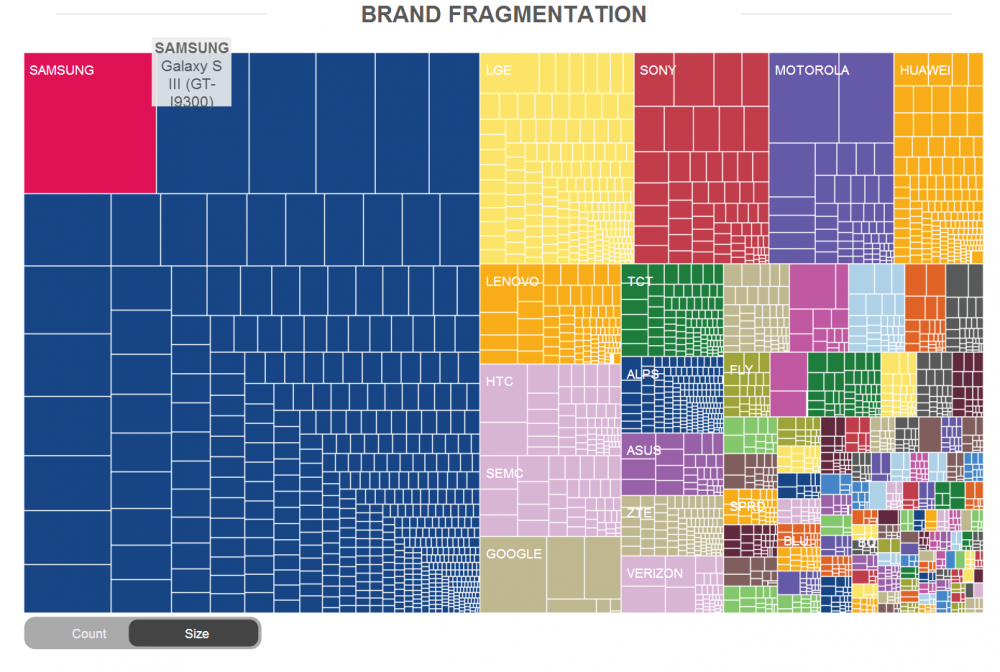 BRAND FRAGMENTATION
SAMSUNG
SAMSUNG
Galaxy S
III (GT-
I9300)
LGE
SONY
MOTOROLA
HUAWEI
LENOVO
TCT
HTC
ALPS
FLY
SEMC
ASUS
ZTE
SPRD
GOOGLE
BLU
VERIZON
Count
Size